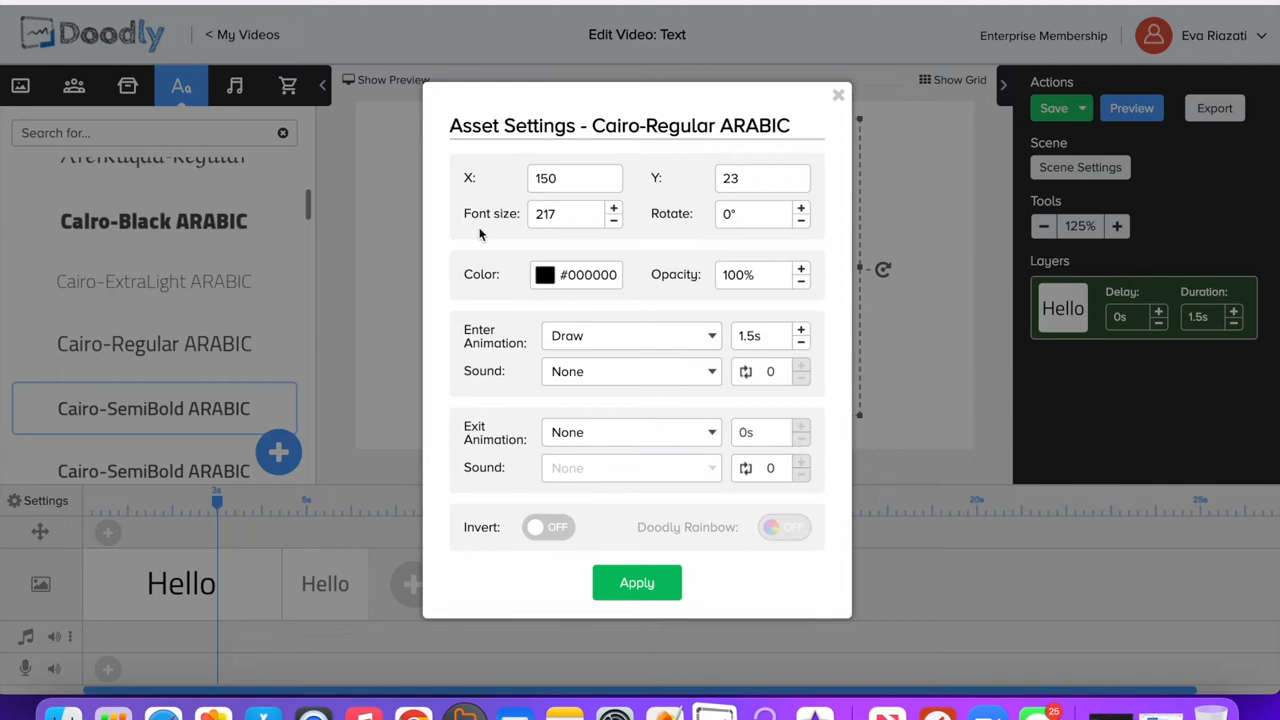 Doodly
< My Videos
Edit Video: Text
Enterprise Membership
Eva Riazati
Aa
Show Preview
Show Grid
Search for...
Cairo-Black ARABIC
Cairo-ExtraLight ARABIC
Cairo-Regular ARABIC
Cairo-SemiBold ARABIC
Cairo-SemiBold ARABIC
Asset Settings - Cairo-Regular ARABIC
X: 150 Y: 23
Font size: 217 Rotate: 0°
Color: #000000 Opacity: 100%
Enter Animation: Draw 1.5s
Sound: None 0
Exit Animation: None 0s
Sound: None 0
Invert: OFF Doodly Rainbow: OFF
Apply
Actions
Save Preview Export
Scene
Scene Settings
Tools
125%
Layers
Hello Delay: 0s Duration: 1.5s
Settings 3s 5s 20s 25s
Hello Hello
25